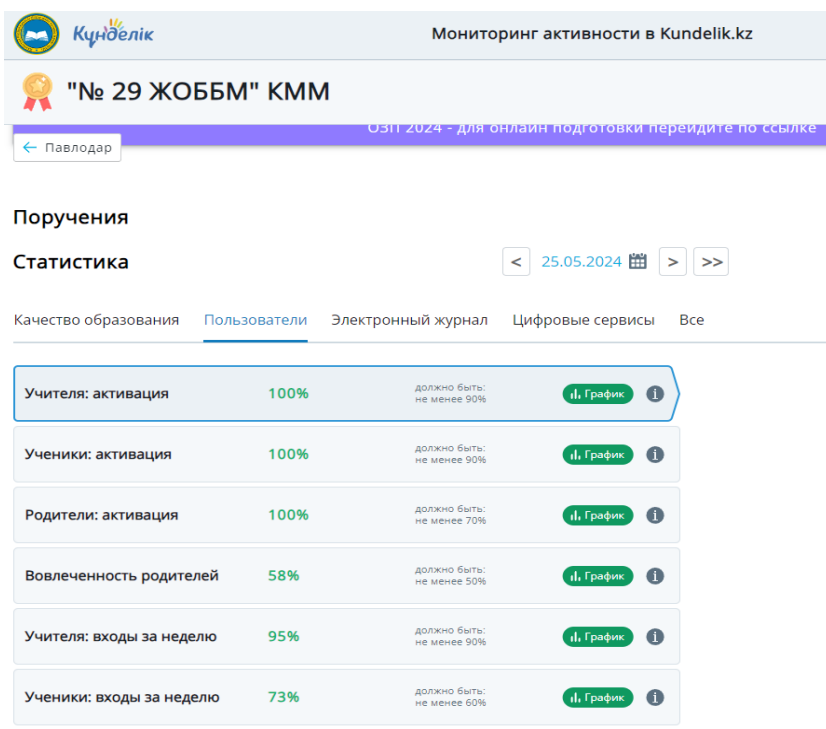 Күнделік
Мониторинг активности в Kundelik.kz
"№ 29 ЖОББМ" КММ
ОЗП 2024 - для онлайн подготовки перейдите по ссылке
← Павлодар
Поручения
Статистика
< 25.05.2024 > >>
Качество образования Пользователи Электронный журнал Цифровые сервисы Все
Учителя: активация 100% должно быть: не менее 90% График i
Ученики: активация 100% должно быть: не менее 90% График i
Родители: активация 100% должно быть: не менее 70% График i
Вовлеченность родителей 58% должно быть: не менее 50% График i
Учителя: входы за неделю 95% должно быть: не менее 90% График i
Ученики: входы за неделю 73% должно быть: не менее 60% График i